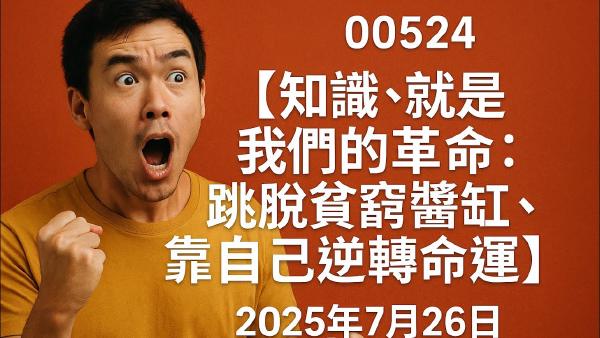 00524
【知識、就是
我們的革命：
跳脫貧窮醬缸、
靠自己逆轉命運】
2025年7月26日